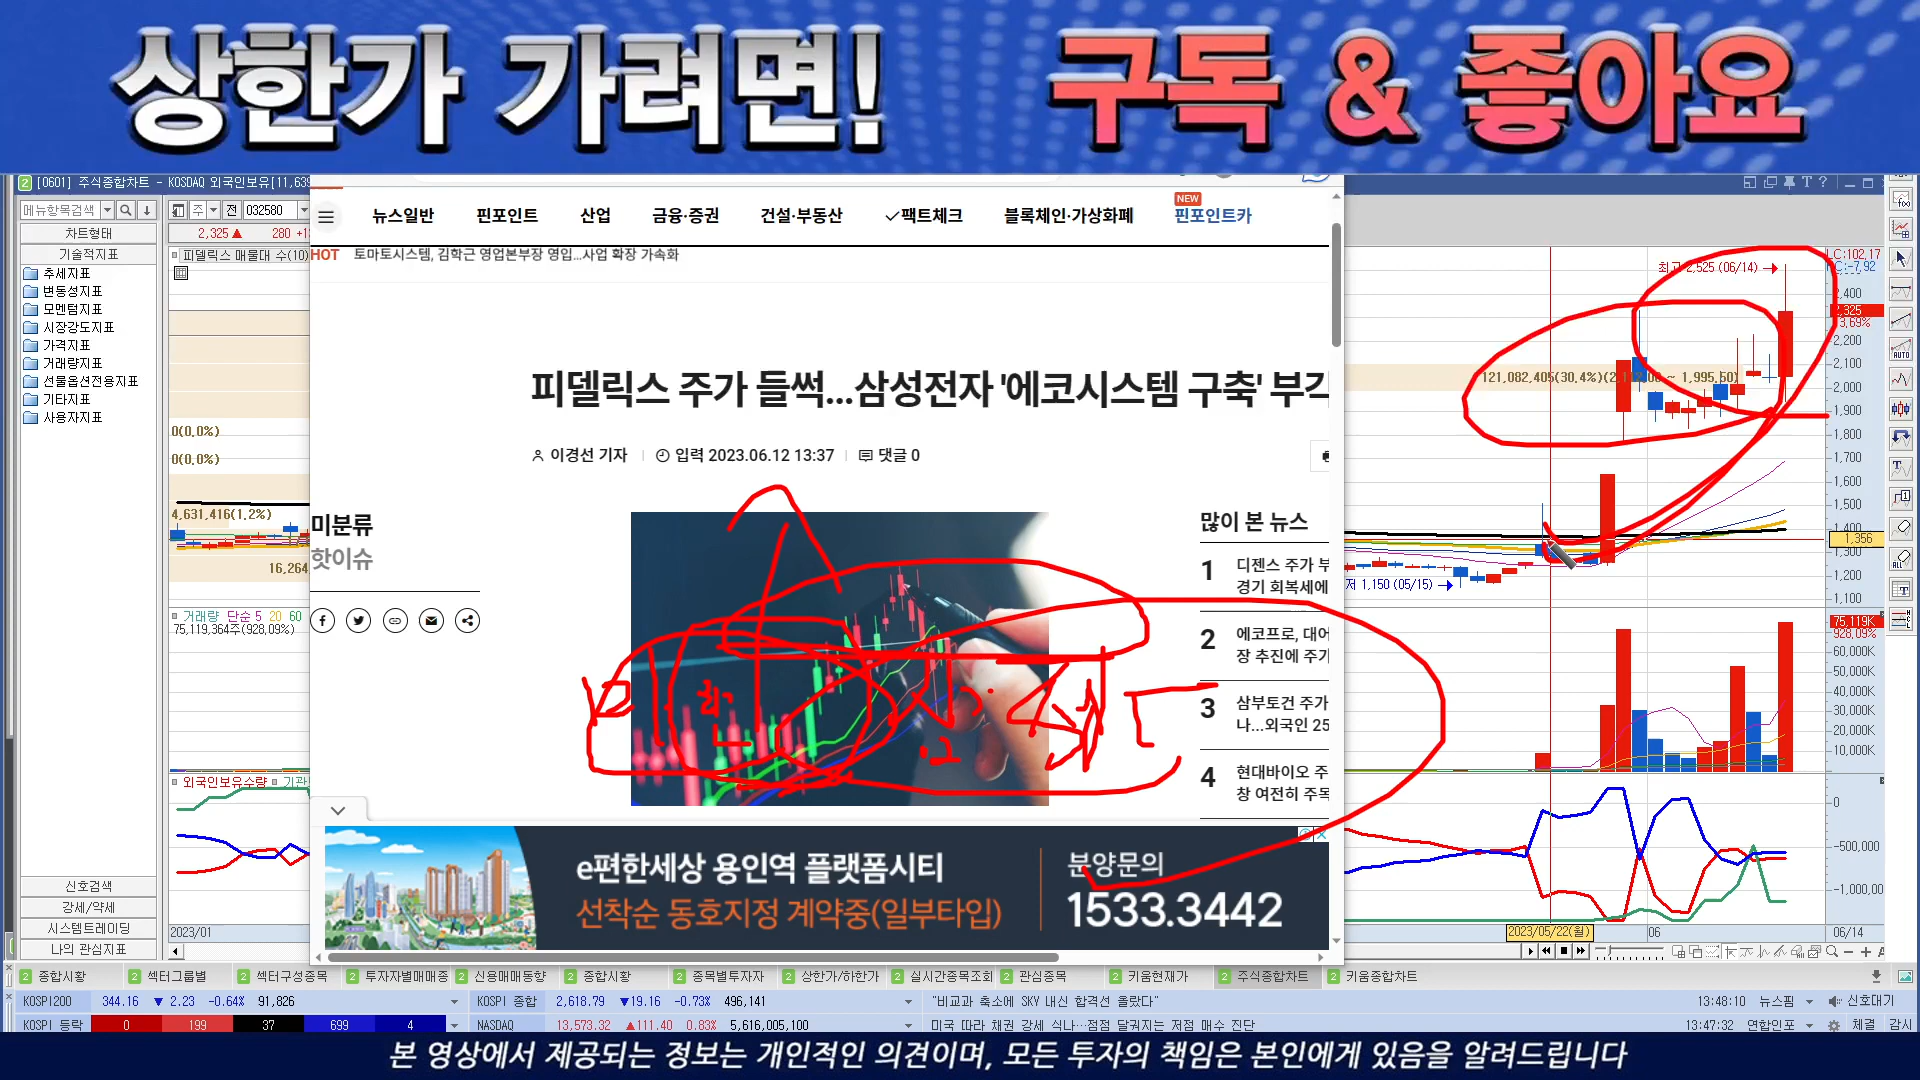 상한가 가려면! 구독 & 좋아요
2 [0601] 주식종합차트 - KOSDAQ 외국인보유[11,639
메뉴항목검색
주 전 032580
2,325 ▲ 280
차트형태
기술적지표
추세지표
변동성지표
모멘텀지표
시장강도지표
가격지표
거래량지표
선물옵션전용지표
기타지표
사용자지표
신호검색
강세/약세
시스템트레이딩
나의 관심지표
피델릭스 매물대 수(10)
0(0.0%)
0(0.0%)
4,631,416(1.2%)
16,264
거래량 단순 5 20 60
75,119,364주(928.09%)
외국인보유수량
2023/01
뉴스일반 핀포인트 산업 금융·증권 건설·부동산 ✓팩트체크 블록체인·가상화폐 NEW 핀포인트카
HOT 토마토시스템, 김학근 영업본부장 영입...사업 확장 가속화
피델릭스 주가 들썩...삼성전자 '에코시스템 구축' 부각
이경선 기자 입력 2023.06.12 13:37 댓글 0
미분류
핫이슈
많이 본 뉴스
1 디젠스 주가 부
경기 회복세에
2 에코프로, 대어
장 추진에 주가
3 삼부토건 주가
나...외국인 25
4 현대바이오 주
창 여전히 주목
e편한세상 용인역 플랫폼시티
선착순 동호지정 계약중(일부타입)
분양문의
1533.3442
최고 2,525 (06/14)
LC:102.17
C:-7.92
2,400
2,325
2,200
2,100
2,000
1,900
1,800
1,700
1,600
1,500
1,400
1,356
1,300
1,200
1,100
1,150 (05/15)
75,119K
928.09%
60,000K
50,000K
40,000K
30,000K
20,000K
10,000K
0
-500,000
-1,000,00
2023/05/22(월) 06 06/14
2 종합시황 2 섹터그룹별 2 섹터구성종목 2 투자자별매매종 2 신용매매동향 2 종합시황 2 종목별투자자 2 상한가/하한가 2 실시간종목조회 2 관심종목 2 키움현재가 2 주식종합차트 2 키움종합차트
KOSPI200 344.16 ▼ 2.23 -0.64% 91,826 KOSPI 종합 2,618.79 ▼19.16 -0.73% 496,141 "비교과 축소에 SKY 내신 합격선 올랐다" 13:48:10 뉴스핌 신호대기
KOSPI 등락 0 199 37 699 4 NASDAQ 13,573.32 ▲111.40 0.83% 5,616,005,100 미국 따라 채권 강세 식나…점점 달궈지는 저점 매수 진단 13:47:32 연합인포 체결 감시
본 영상에서 제공되는 정보는 개인적인 의견이며, 모든 투자의 책임은 본인에게 있음을 알려드립니다